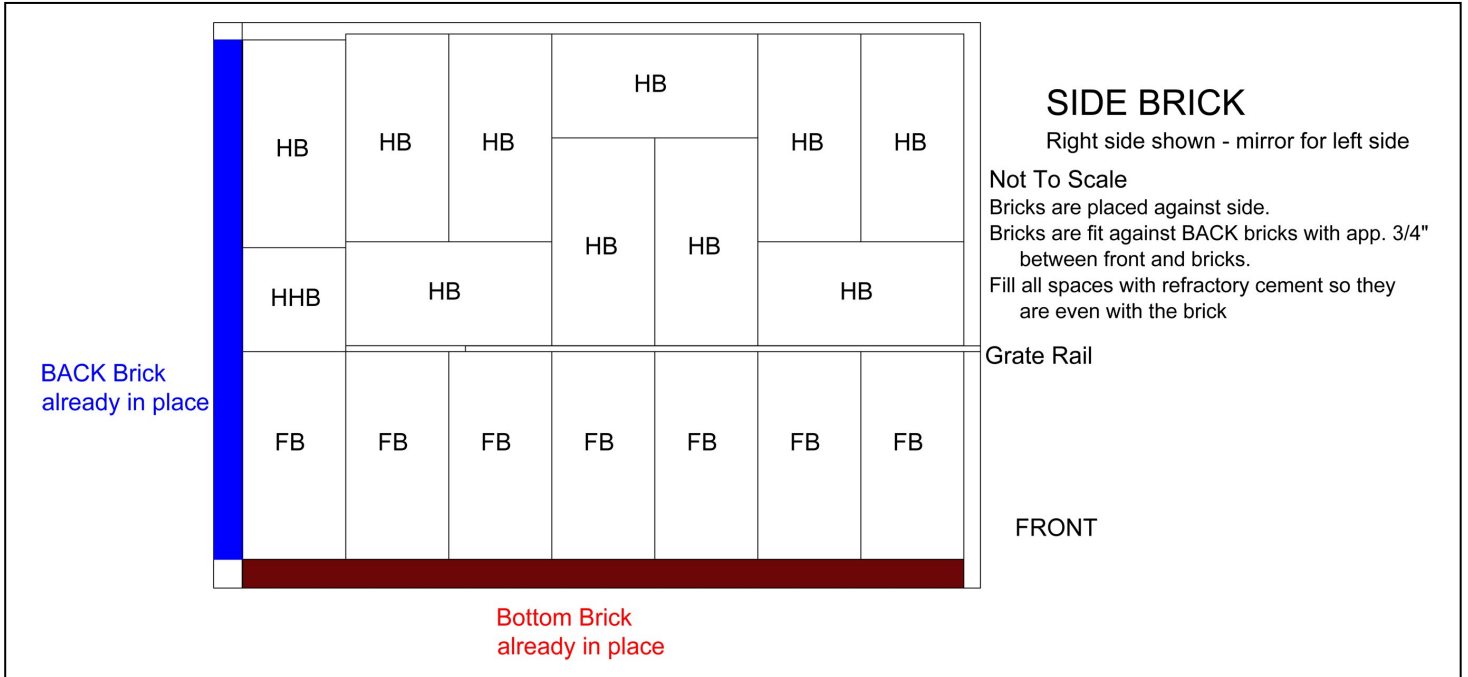 HB
SIDE BRICK
HB HB HB HB HB
Right side shown - mirror for left side
Not To Scale
Bricks are placed against side.
Bricks are fit against BACK bricks with app. 3/4"
between front and bricks.
HB HB
Fill all spaces with refractory cement so they
are even with the brick
HHB HB HB
Grate Rail
BACK Brick
already in place
FB FB FB FB FB FB FB
FRONT
Bottom Brick
already in place